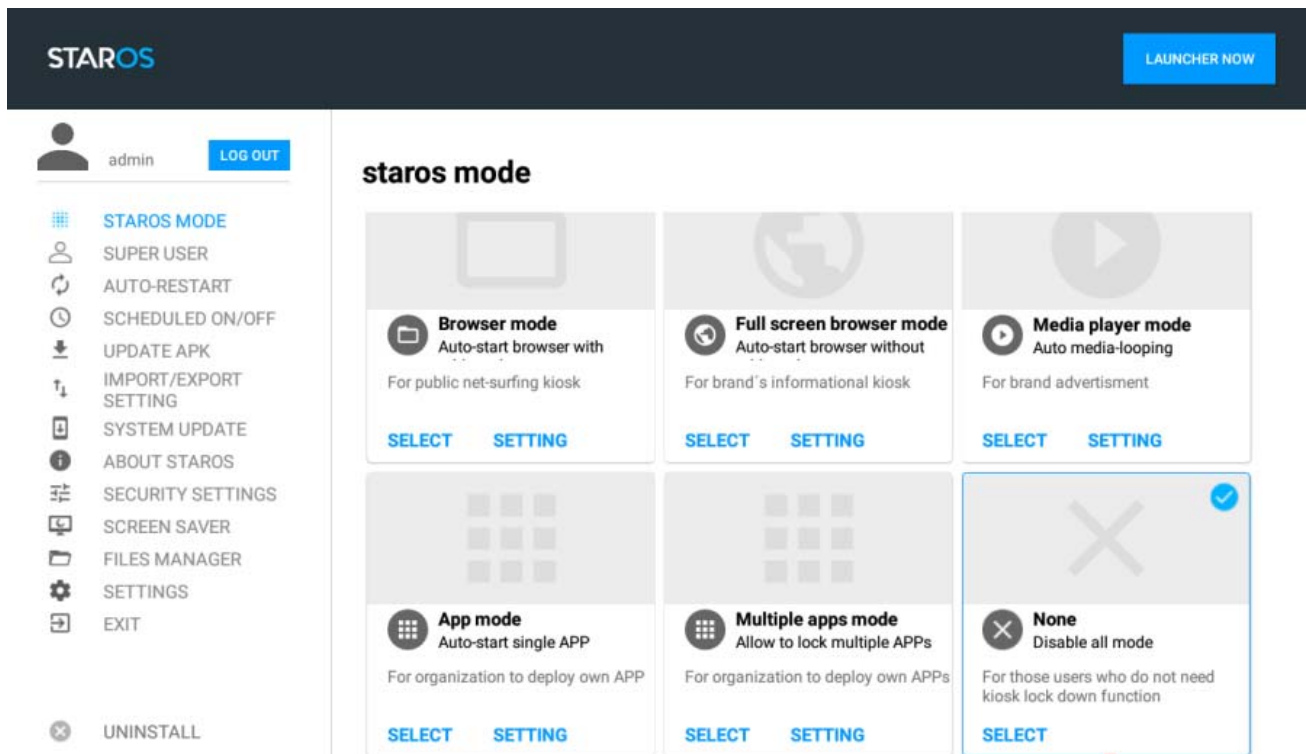 STAROS
LAUNCHER NOW
admin
LOG OUT
STAROS MODE
SUPER USER
AUTO-RESTART
SCHEDULED ON/OFF
UPDATE APK
IMPORT/EXPORT
SETTING
SYSTEM UPDATE
ABOUT STAROS
SECURITY SETTINGS
SCREEN SAVER
FILES MANAGER
SETTINGS
EXIT
UNINSTALL
staros mode
Browser mode
Auto-start browser with
For public net-surfing kiosk
SELECT SETTING
Full screen browser mode
Auto-start browser without
For brand´s informational kiosk
SELECT SETTING
Media player mode
Auto media-looping
For brand advertisment
SELECT SETTING
App mode
Auto-start single APP
For organization to deploy own APP
SELECT SETTING
Multiple apps mode
Allow to lock multiple APPs
For organization to deploy own APPs
SELECT SETTING
None
Disable all mode
For those users who do not need
kiosk lock down function
SELECT